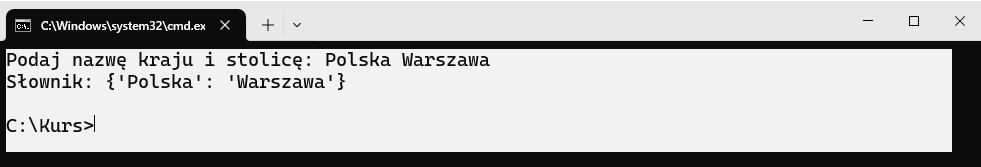 C:\Windows\system32\cmd.ex
Podaj nazwę kraju i stolicę: Polska Warszawa
Słownik: {'Polska': 'Warszawa'}
C:\Kurs>